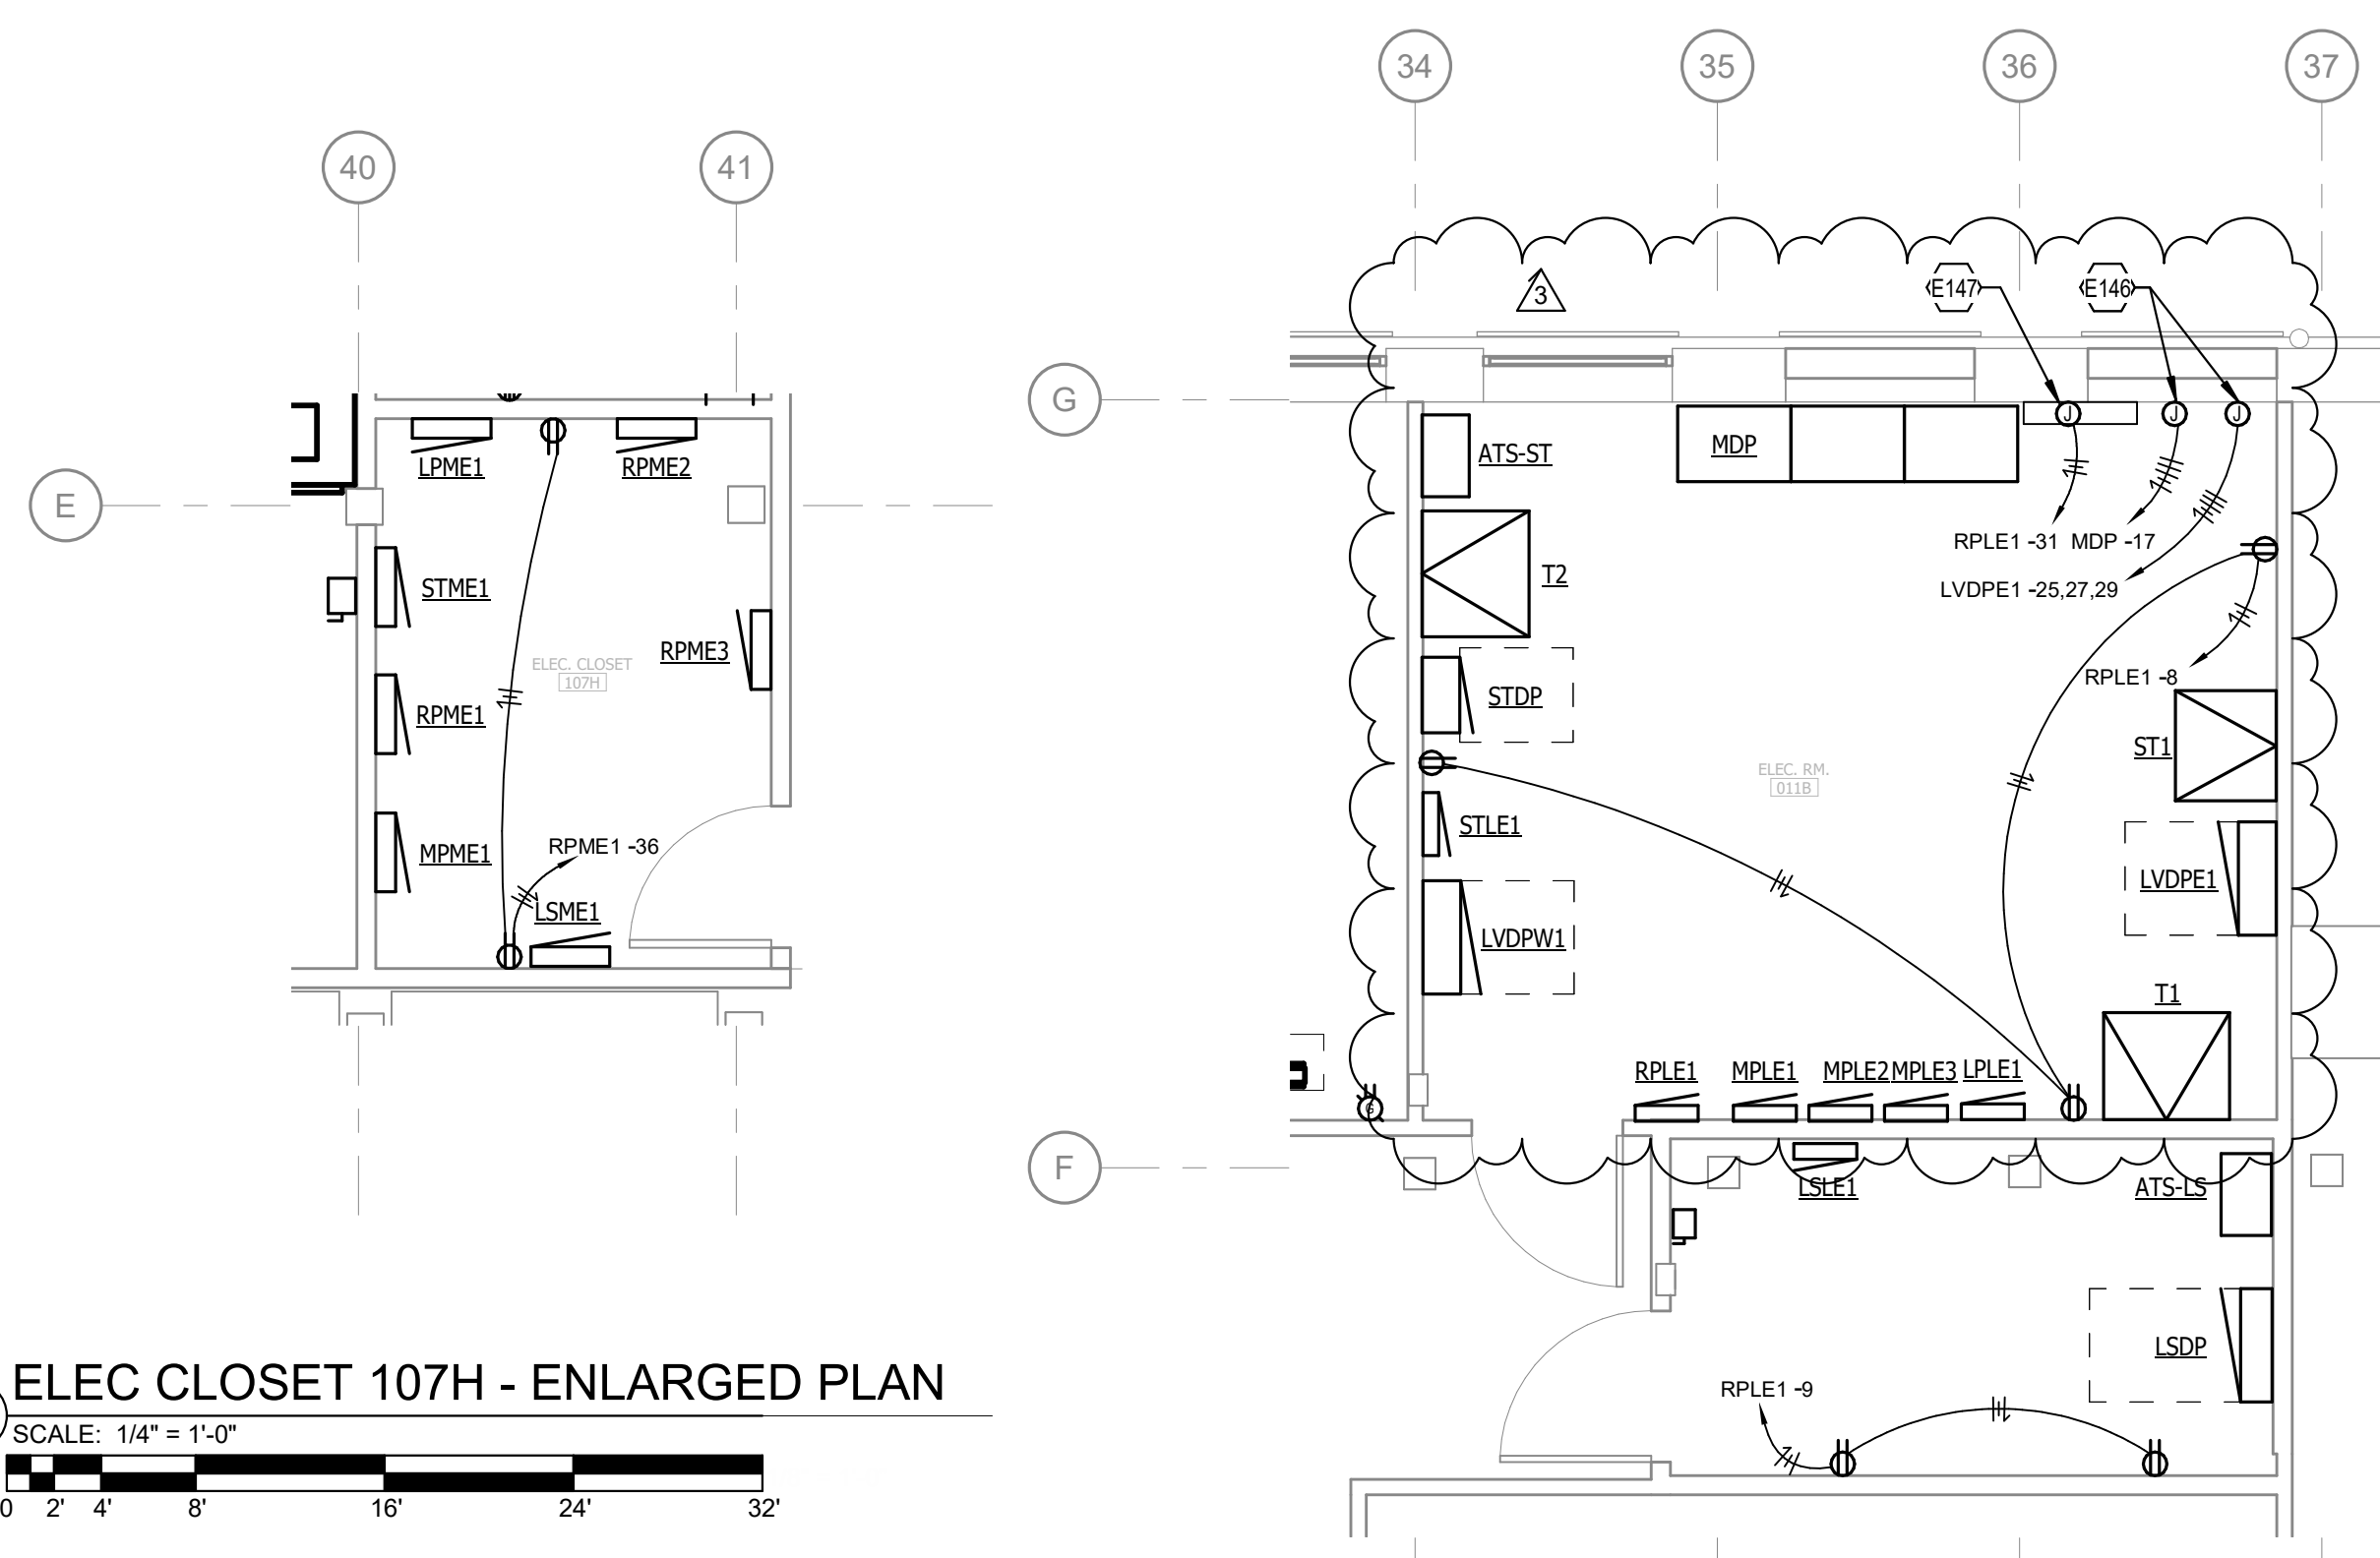 34
35
36
37
40
41
E147
E146
3
G
E
LPME1
RPME2
STME1
RPME3
ELEC. CLOSET
107H
RPME1
MPME1
RPME1 -36
LSME1
ATS-ST
MDP
J
J
J
RPLE1 -31
MDP -17
LVDPE1 -25,27,29
T2
RPLE1 -8
STDP
ST1
ELEC. RM.
011B
STLE1
LVDPE1
LVDPW1
T1
RPLE1
MPLE1
MPLE2
MPLE3
LPLE1
G
F
LSLE1
ATS-LS
LSDP
RPLE1 -9
ELEC CLOSET 107H - ENLARGED PLAN
SCALE: 1/4" = 1'-0"
0 2' 4' 8' 16' 24' 32'